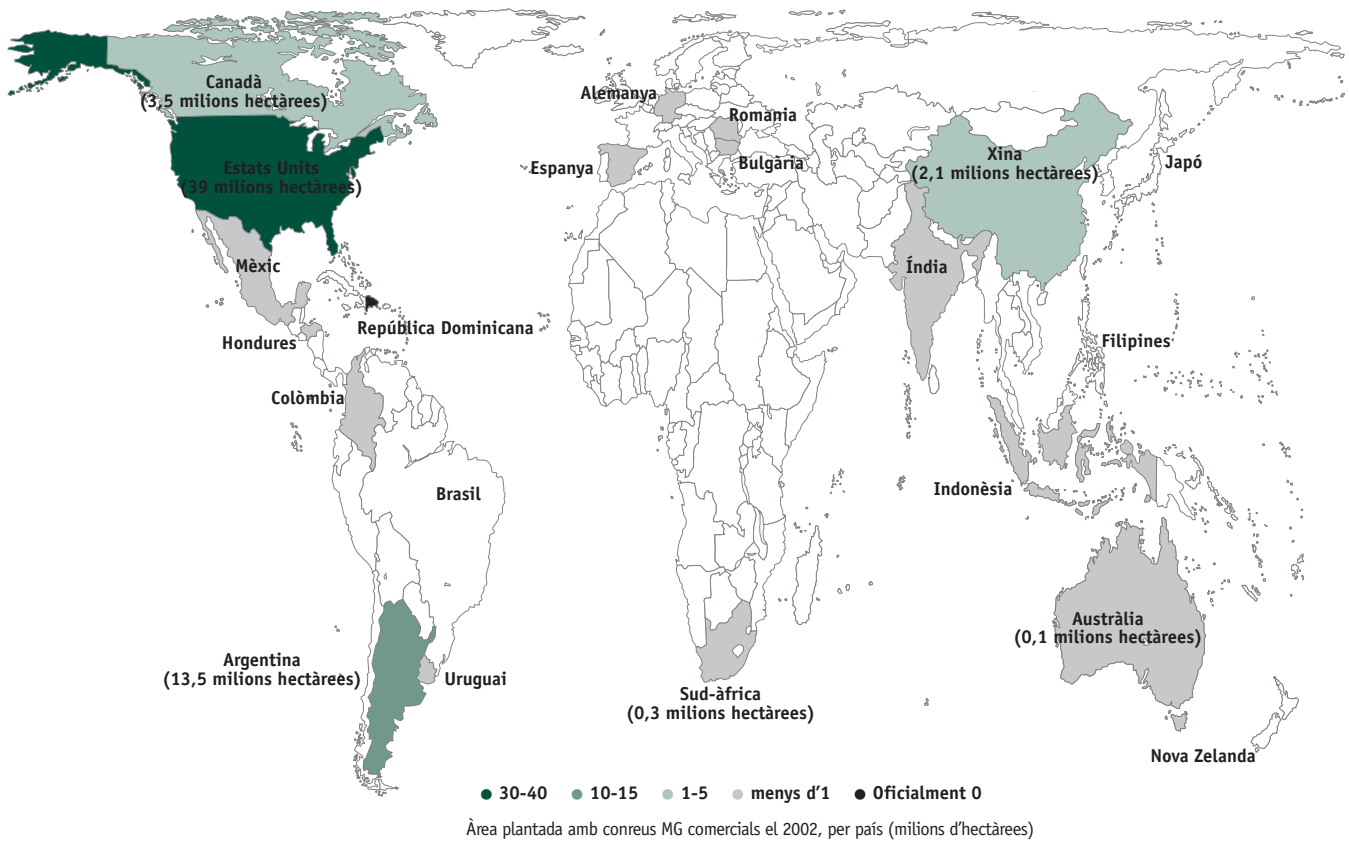 Canadà
(3,5 milions hectàrees)
Estats Units
(39 milions hectàrees)
Mèxic
República Dominicana
Hondures
Colòmbia
Brasil
Argentina
(13,5 milions hectàrees)
Uruguai
Alemanya
Romania
Espanya
Bulgària
Xina
(2,1 milions hectàrees)
Japó
Índia
Filipines
Indonèsia
Austràlia
(0,1 milions hectàrees)
Sud-àfrica
(0,3 milions hectàrees)
Nova Zelanda
30-40 10-15 1-5 menys d'1 Oficialment 0
Àrea plantada amb conreus MG comercials el 2002, per país (milions d'hectàrees)